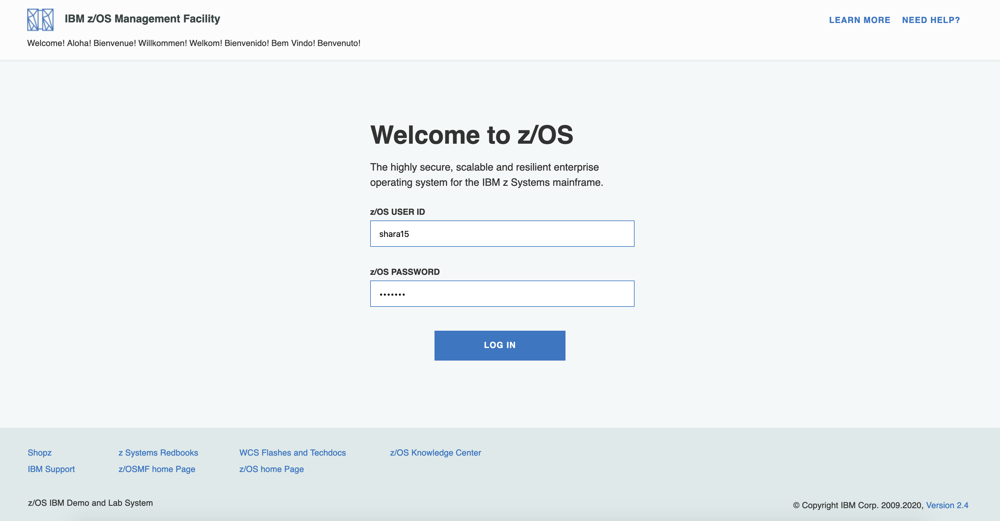 IBM z/OS Management Facility
LEARN MORE NEED HELP?
Welcome! Aloha! Bienvenue! Willkommen! Welkom! Bienvenido! Bem Vindo! Benvenuto!
Welcome to z/OS
The highly secure, scalable and resilient enterprise
operating system for the IBM z Systems mainframe.
z/OS USER ID
shara15
z/OS PASSWORD
•••••••
LOG IN
Shopz z Systems Redbooks WCS Flashes and Techdocs z/OS Knowledge Center
IBM Support z/OSMF home Page z/OS home Page
z/OS IBM Demo and Lab System
© Copyright IBM Corp. 2009.2020, Version 2.4